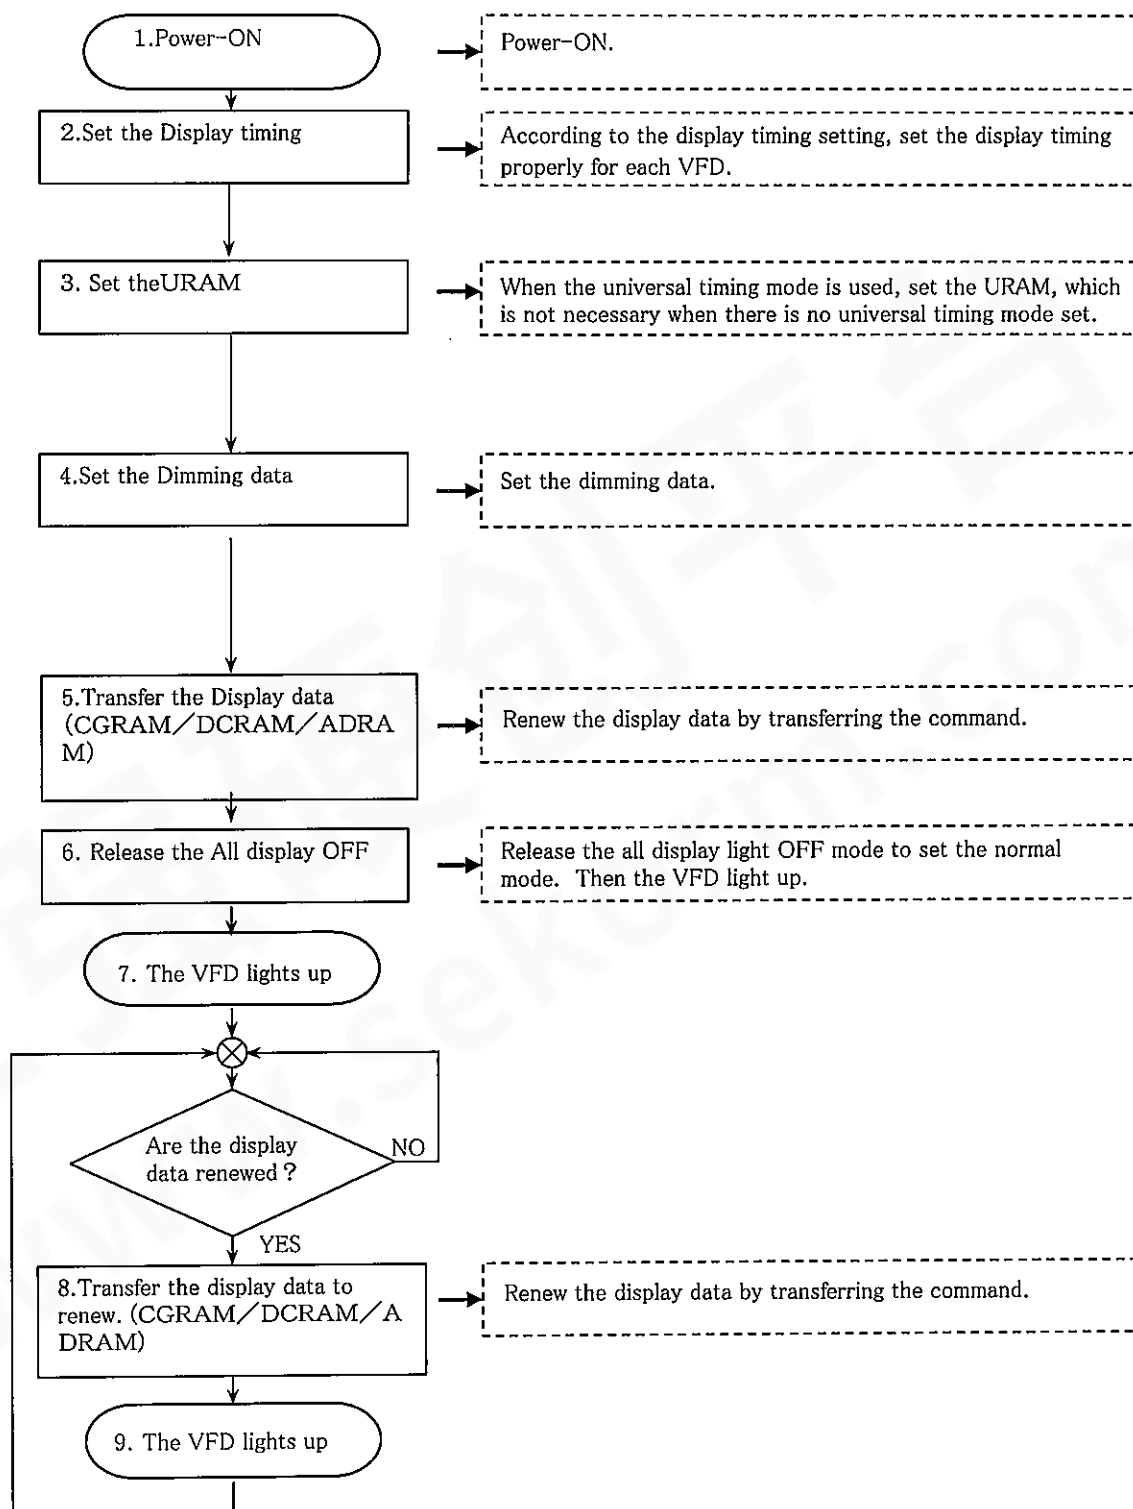 1.Power-ON
Power-ON.
2.Set the Display timing
According to the display timing setting, set the display timing
properly for each VFD.
3. Set theURAM
When the universal timing mode is used, set the URAM, which
is not necessary when there is no universal timing mode set.
4.Set the Dimming data
Set the dimming data.
5.Transfer the Display data
(CGRAM／DCRAM／ADRA
M)
Renew the display data by transferring the command.
6. Release the All display OFF
Release the all display light OFF mode to set the normal
mode. Then the VFD light up.
7. The VFD lights up
Are the display
data renewed？
NO
YES
8.Transfer the display data to
renew. (CGRAM／DCRAM／A
DRAM)
Renew the display data by transferring the command.
9. The VFD lights up
www.sekorm.com